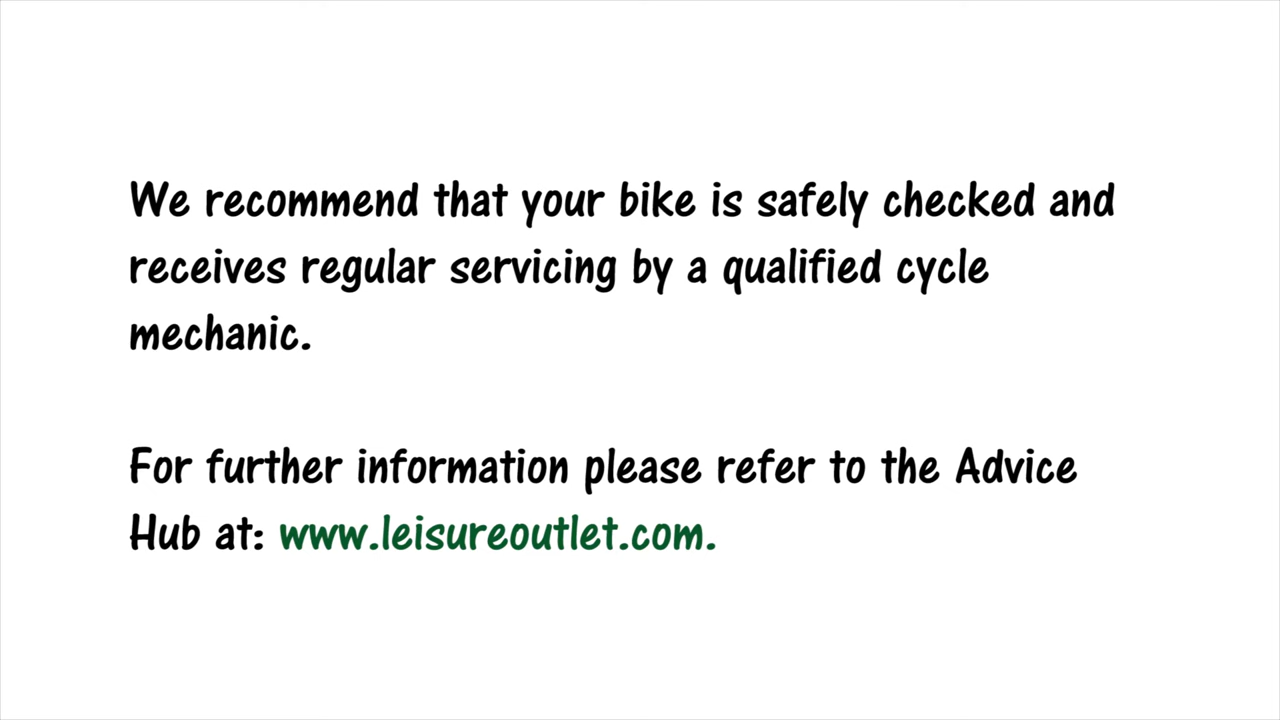 We recommend that your bike is safely checked and
receives regular servicing by a qualified cycle
mechanic.
For further information please refer to the Advice
Hub at: www.leisureoutlet.com.